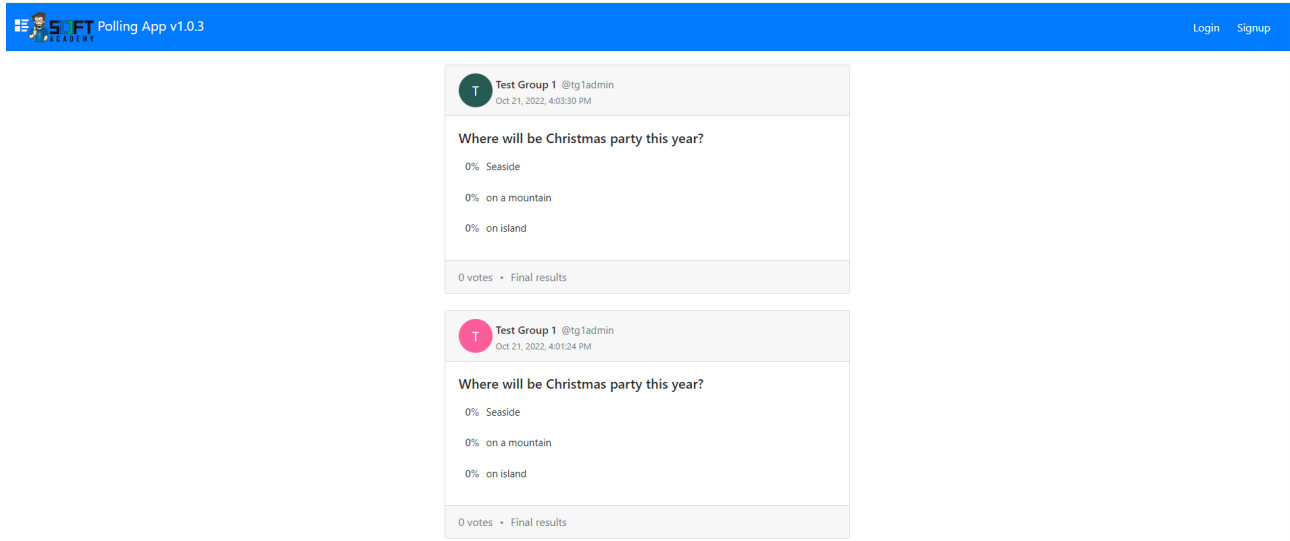 SOFT ACADEMY Polling App v1.0.3
Login Signup
T Test Group 1 @tg1admin
Oct 21, 2022, 4:03:30 PM
Where will be Christmas party this year?
0% Seaside
0% on a mountain
0% on island
0 votes • Final results
T Test Group 1 @tg1admin
Oct 21, 2022, 4:01:24 PM
Where will be Christmas party this year?
0% Seaside
0% on a mountain
0% on island
0 votes • Final results